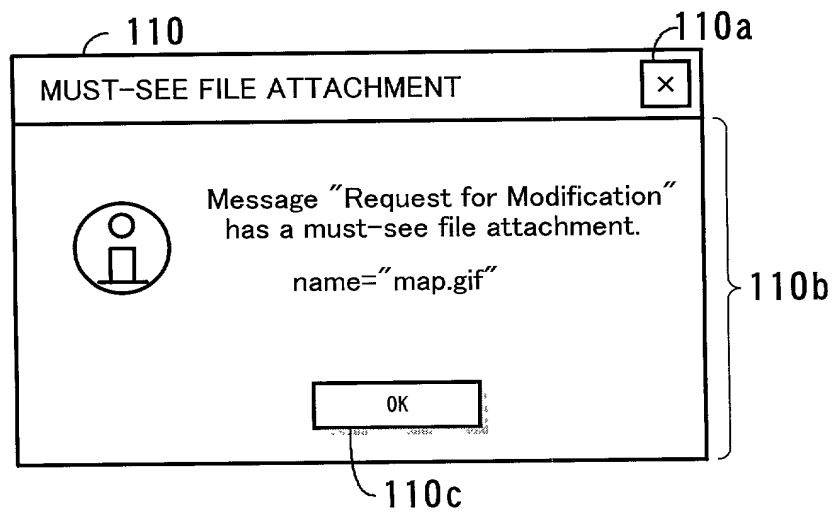 110
110a
MUST-SEE FILE ATTACHMENT
×
Message "Request for Modification"
has a must-see file attachment.
name="map.gif"
110b
OK
110c